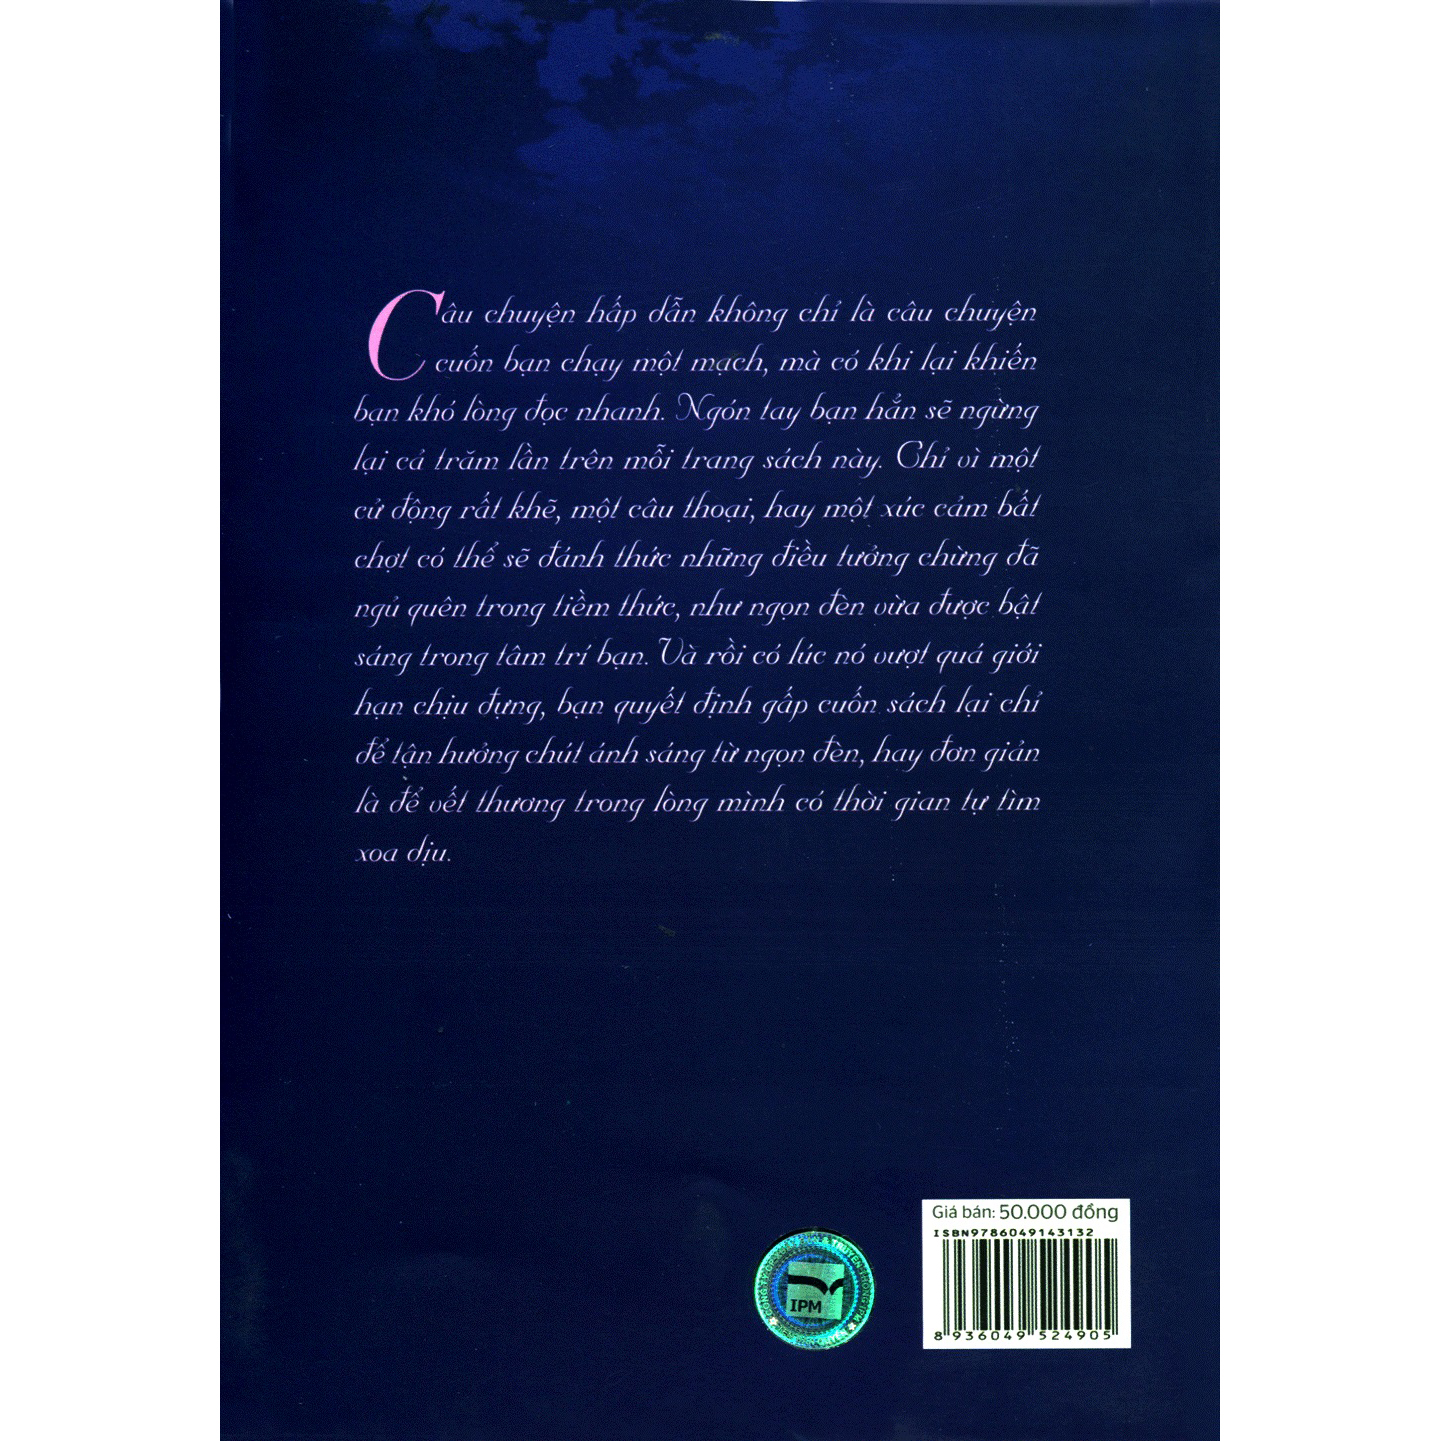 Câu chuyện hấp dẫn không chỉ là câu chuyện
cuốn bạn chạy một mạch, mà có khi lại khiến
bạn khó lòng đọc nhanh. Ngón tay bạn hẳn sẽ ngừng
lại cả trăm lần trên mỗi trang sách này. Chỉ vì một
cử động rất khẽ, một câu thoại, hay một xúc cảm bất
chợt có thể sẽ đánh thức những điều tưởng chừng đã
ngủ quên trong tiềm thức, như ngọn đèn vừa được bật
sáng trong tâm trí bạn. Và rồi có lúc nó vượt quá giới
hạn chịu đựng, bạn quyết định gấp cuốn sách lại chỉ
để tận hưởng chút ánh sáng từ ngọn đèn, hay đơn giản
là để vết thương trong lòng mình có thời gian tự tìm
xoa dịu.
Giá bán: 50.000 đồng
ISBN9786049143132
8 936049 524905
IPM